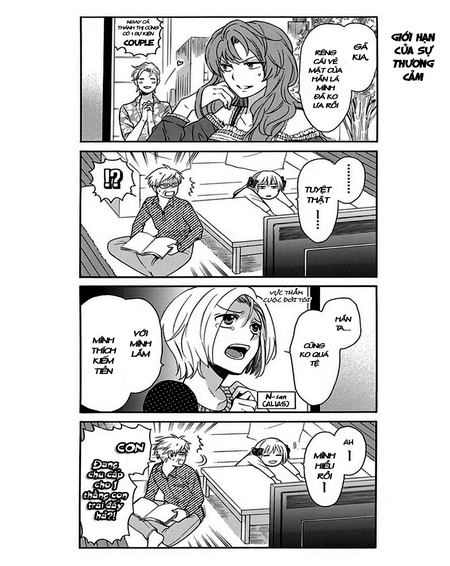 GIỚI HẠN
CỦA SỰ
THƯƠNG
CẢM
GÃ
KIA,
RIÊNG
CÁI VẺ
MẶT CỦA
HẮN LÀ
MÌNH
ĐÃ KO
ƯA RỒI
NGAY CẢ
THÀNH THỊ CŨNG
CÓ 1 SỰ KIỆN
COUPLE
........
TUYỆT
THẬT
!?
HẮN
TA....
CŨNG
KO QUÁ
TỆ
VỰC THẲM
CUỘC ĐỜI TÔI
VỚI
MÌNH
LẮM
MÌNH
THÍCH
KIẾM
TIỀN
N-san
(ALIAS)
AH
MÌNH
HIỂU
RỒI
CON
Đang
chu cấp
cho 1
thằng con
trai đấy
hả?!